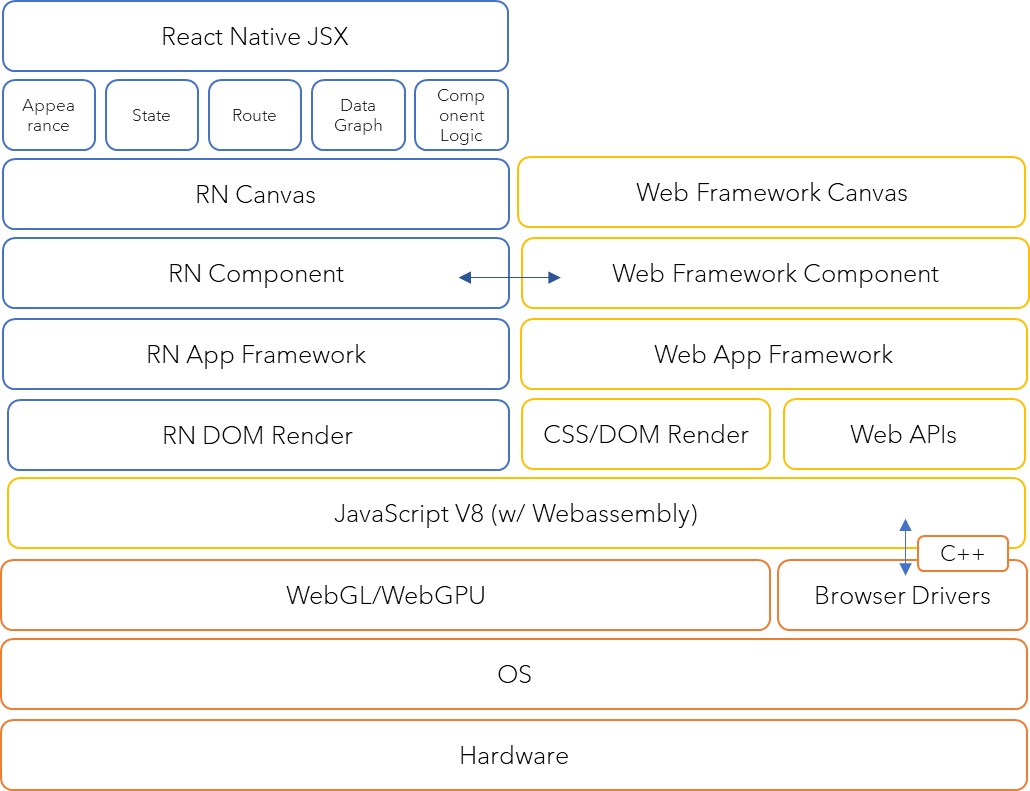 React Native JSX
Appea
rance
State
Route
Data
Graph
Comp
onent
Logic
RN Canvas
Web Framework Canvas
RN Component
Web Framework Component
RN App Framework
Web App Framework
RN DOM Render
CSS/DOM Render
Web APIs
JavaScript V8 (w/ Webassembly)
C++
WebGL/WebGPU
Browser Drivers
OS
Hardware